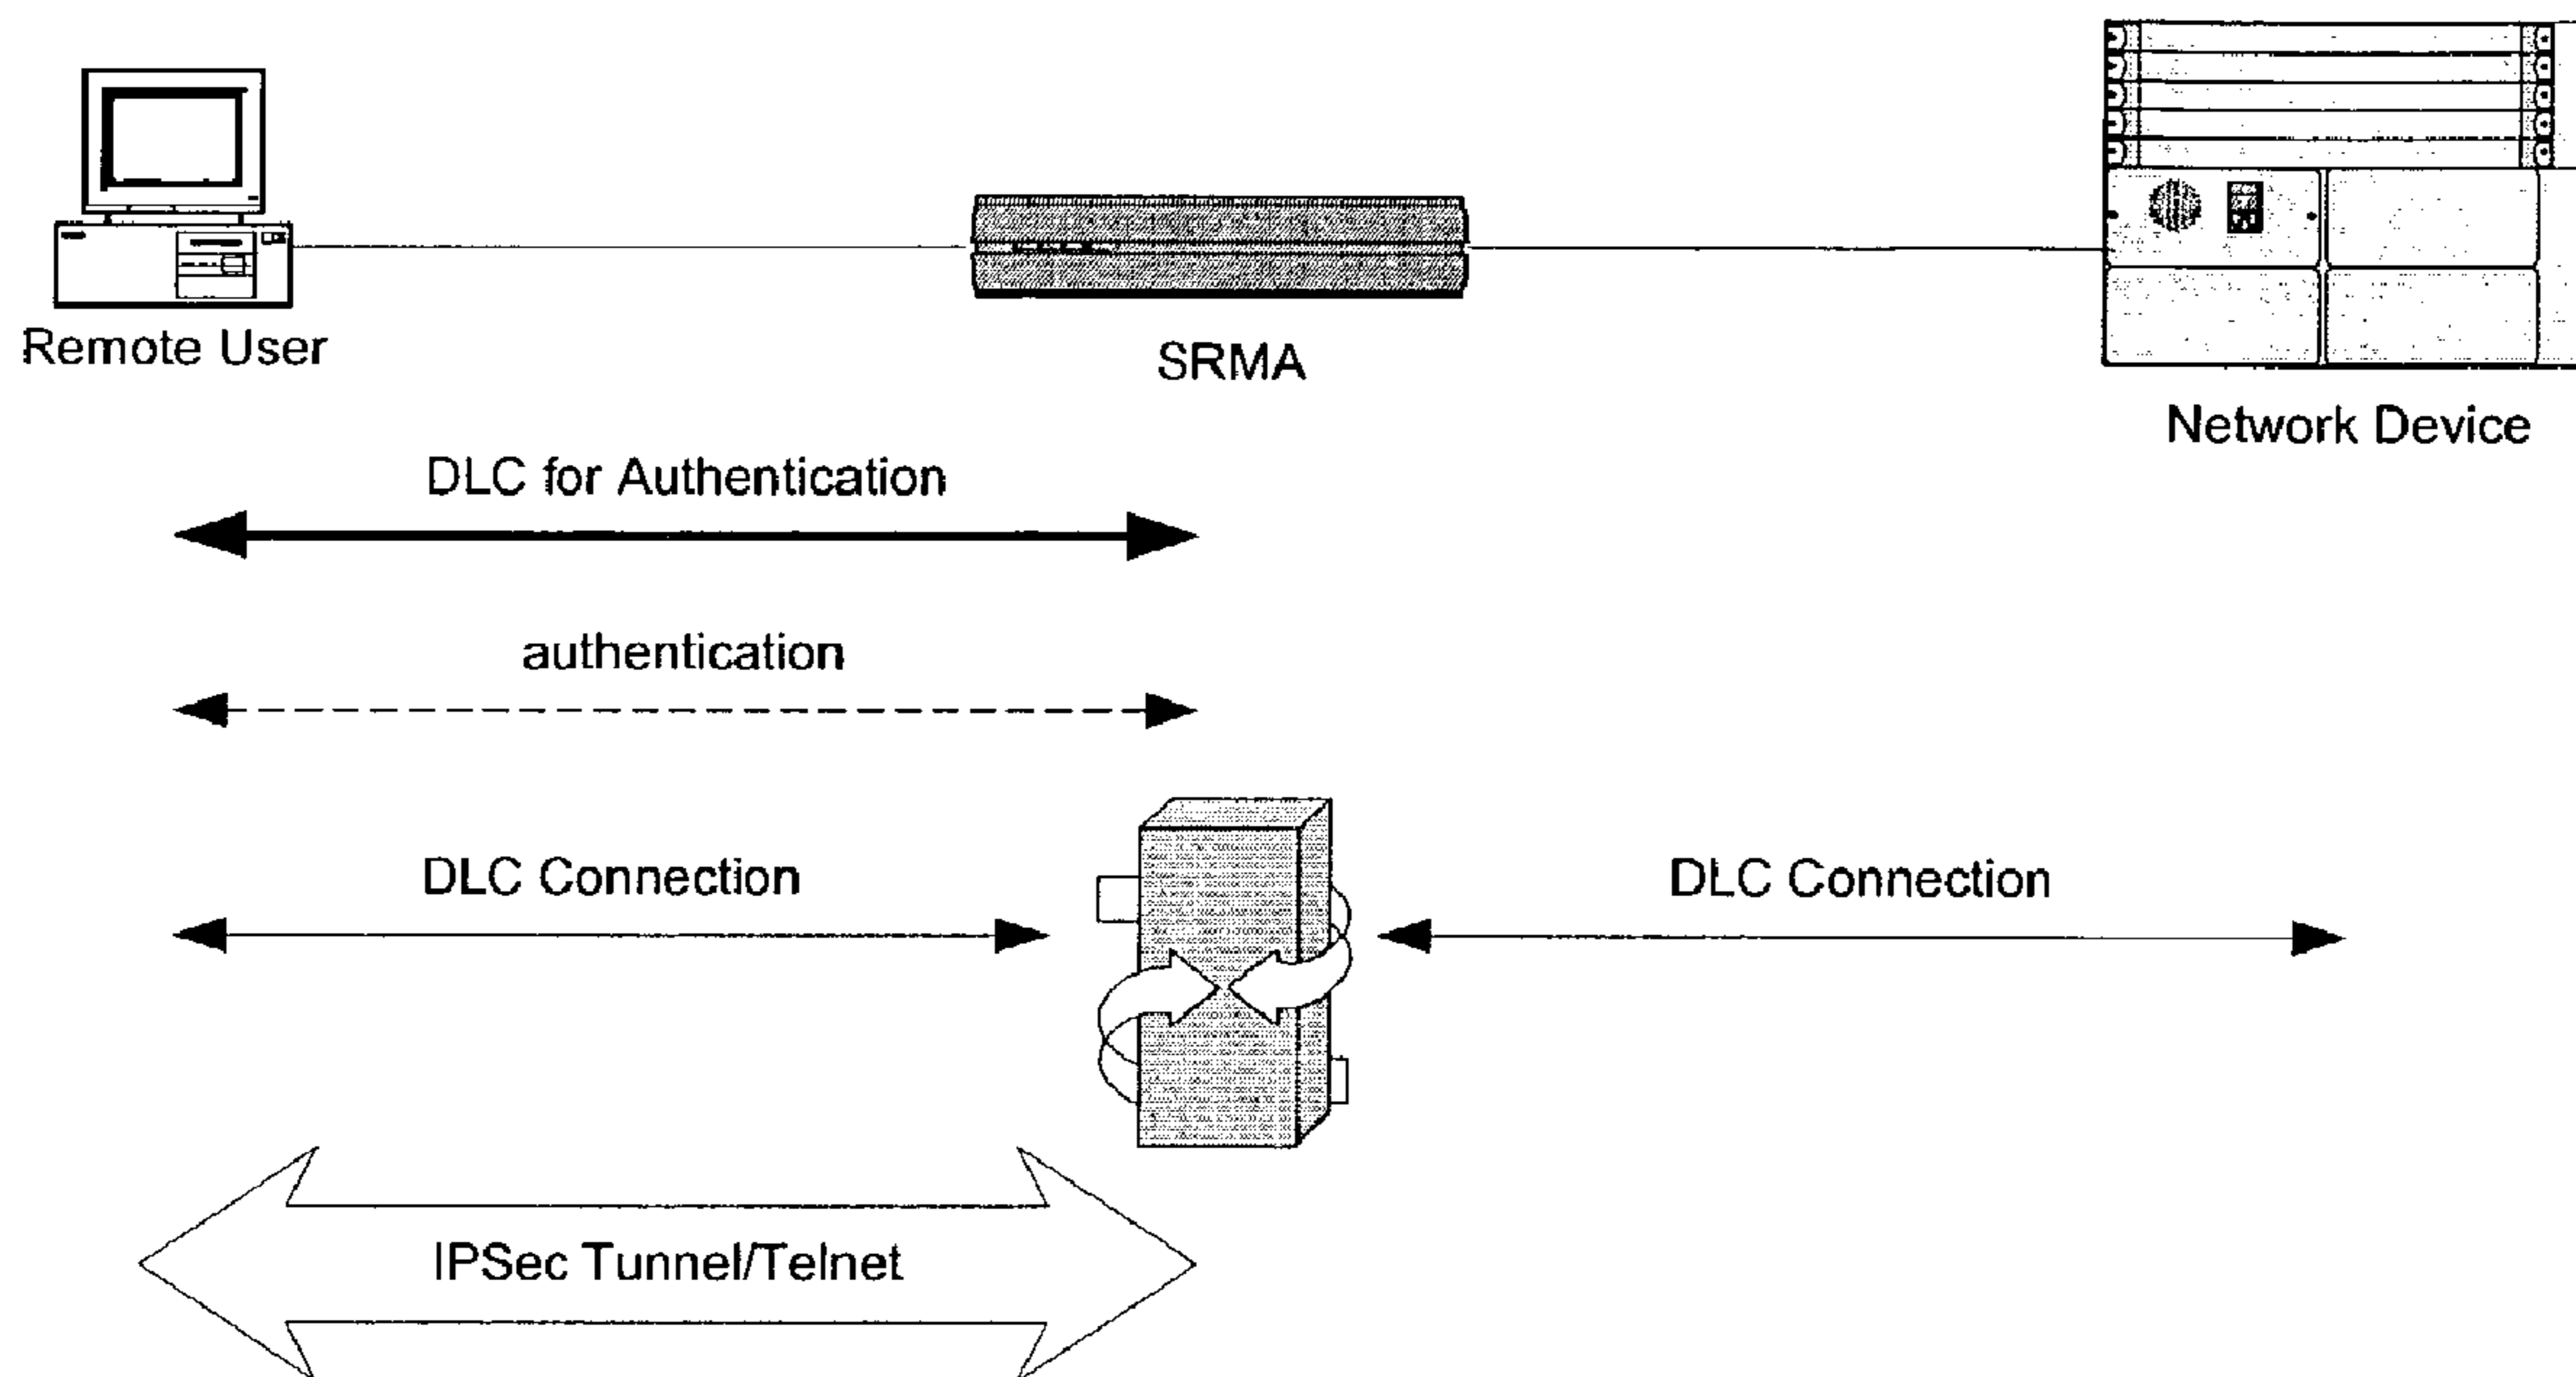 Remote User
SRMA
Network Device
DLC for Authentication
authentication
DLC Connection
DLC Connection
IPSec Tunnel/Telnet